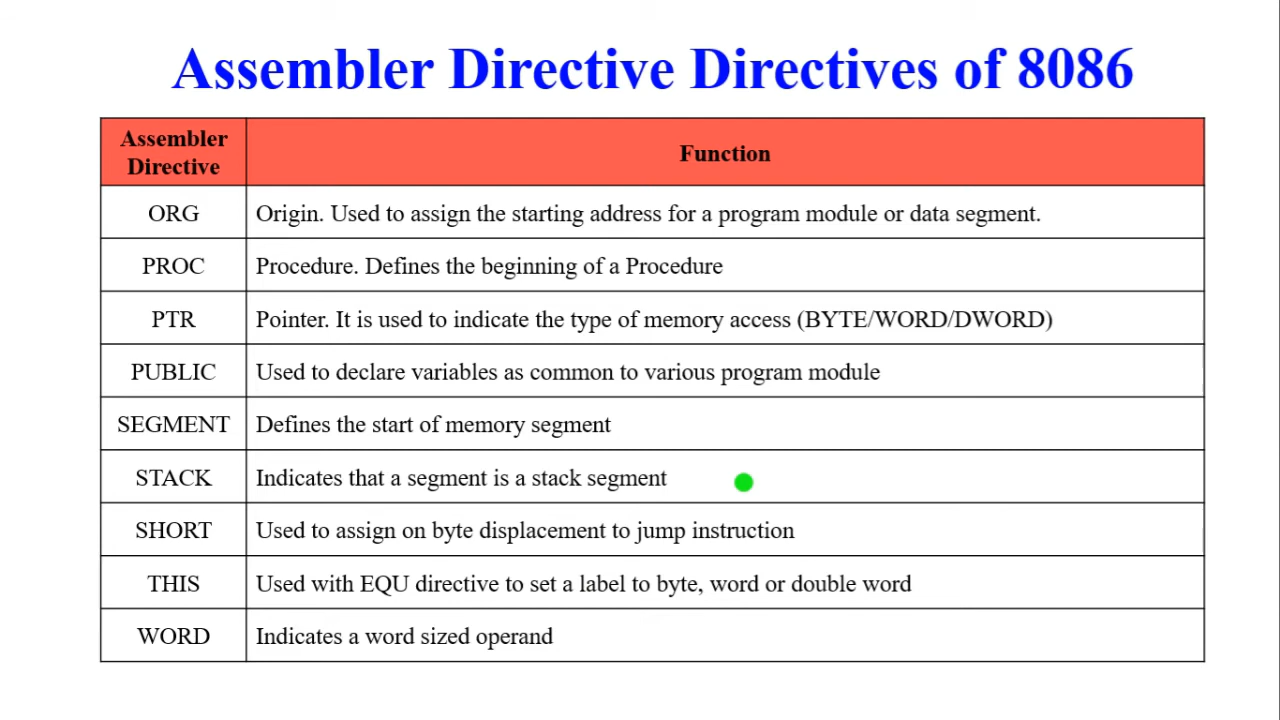 Assembler Directive Directives of 8086
Assembler
Directive
Function
ORG
Origin. Used to assign the starting address for a program module or data segment.
PROC
Procedure. Defines the beginning of a Procedure
PTR
Pointer. It is used to indicate the type of memory access (BYTE/WORD/DWORD)
PUBLIC
Used to declare variables as common to various program module
SEGMENT
Defines the start of memory segment
STACK
Indicates that a segment is a stack segment
SHORT
Used to assign on byte displacement to jump instruction
THIS
Used with EQU directive to set a label to byte, word or double word
WORD
Indicates a word sized operand